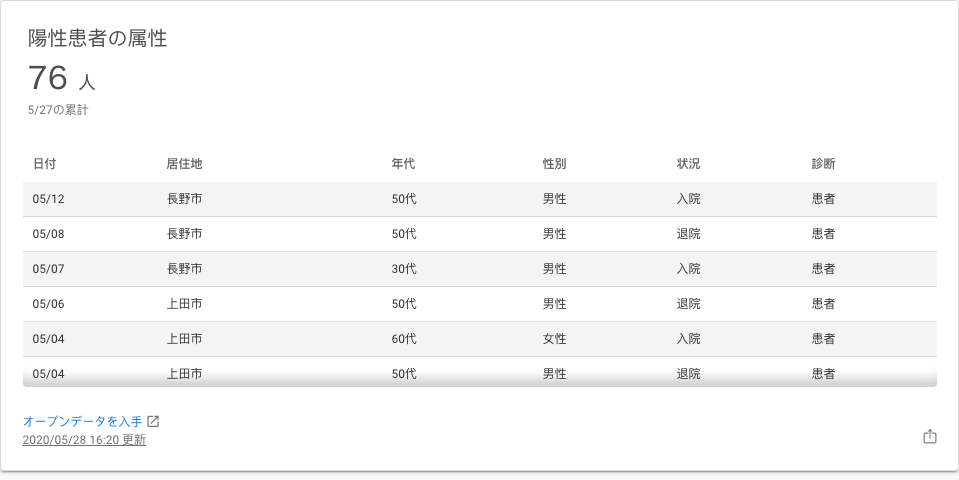 陽性患者の属性
76 人
5/27の累計
日付 居住地 年代 性別 状況 診断
05/12 長野市 50代 男性 入院 患者
05/08 長野市 50代 男性 退院 患者
05/07 長野市 30代 男性 入院 患者
05/06 上田市 50代 男性 退院 患者
05/04 上田市 60代 女性 入院 患者
05/04 上田市 50代 男性 退院 患者
オープンデータを入手
2020/05/28 16:20 更新